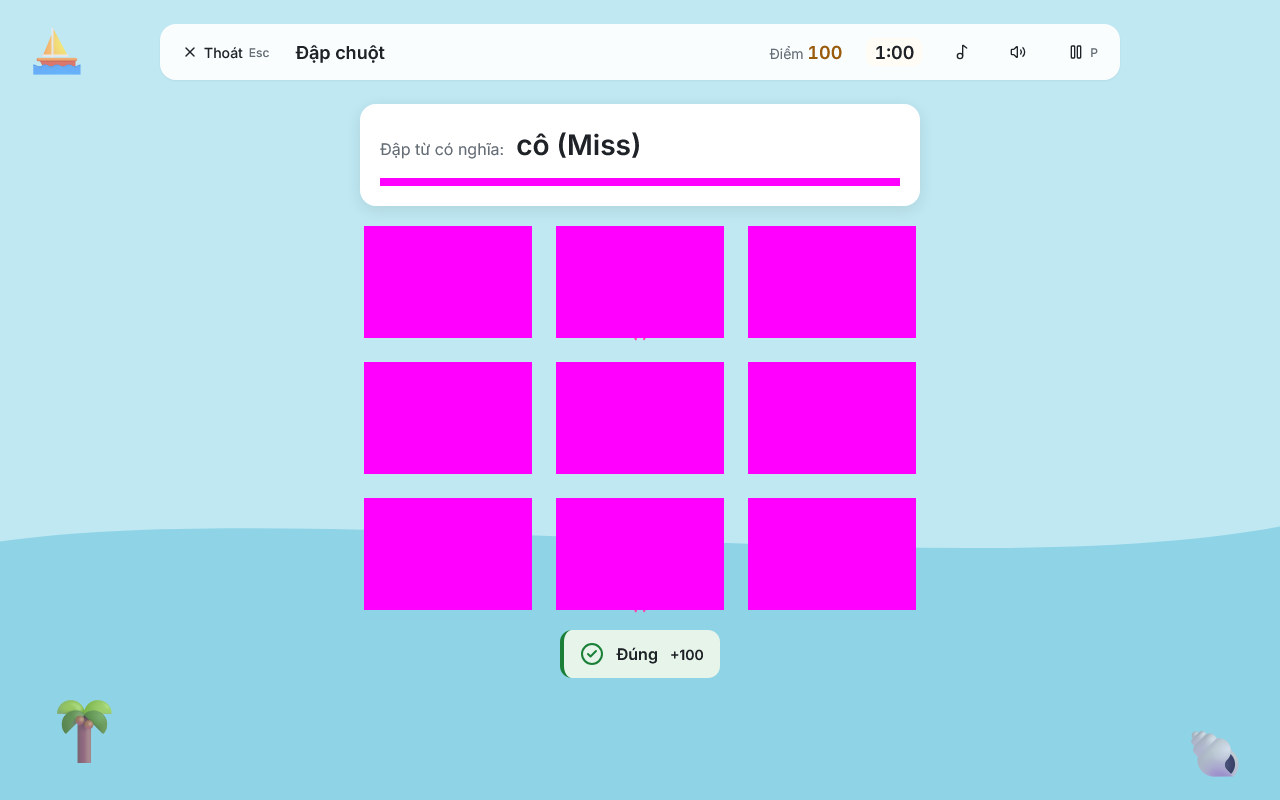 Thoát Esc Đập chuột Điểm 100 1:00 P
Đập từ có nghĩa: cô (Miss)
Đúng +100